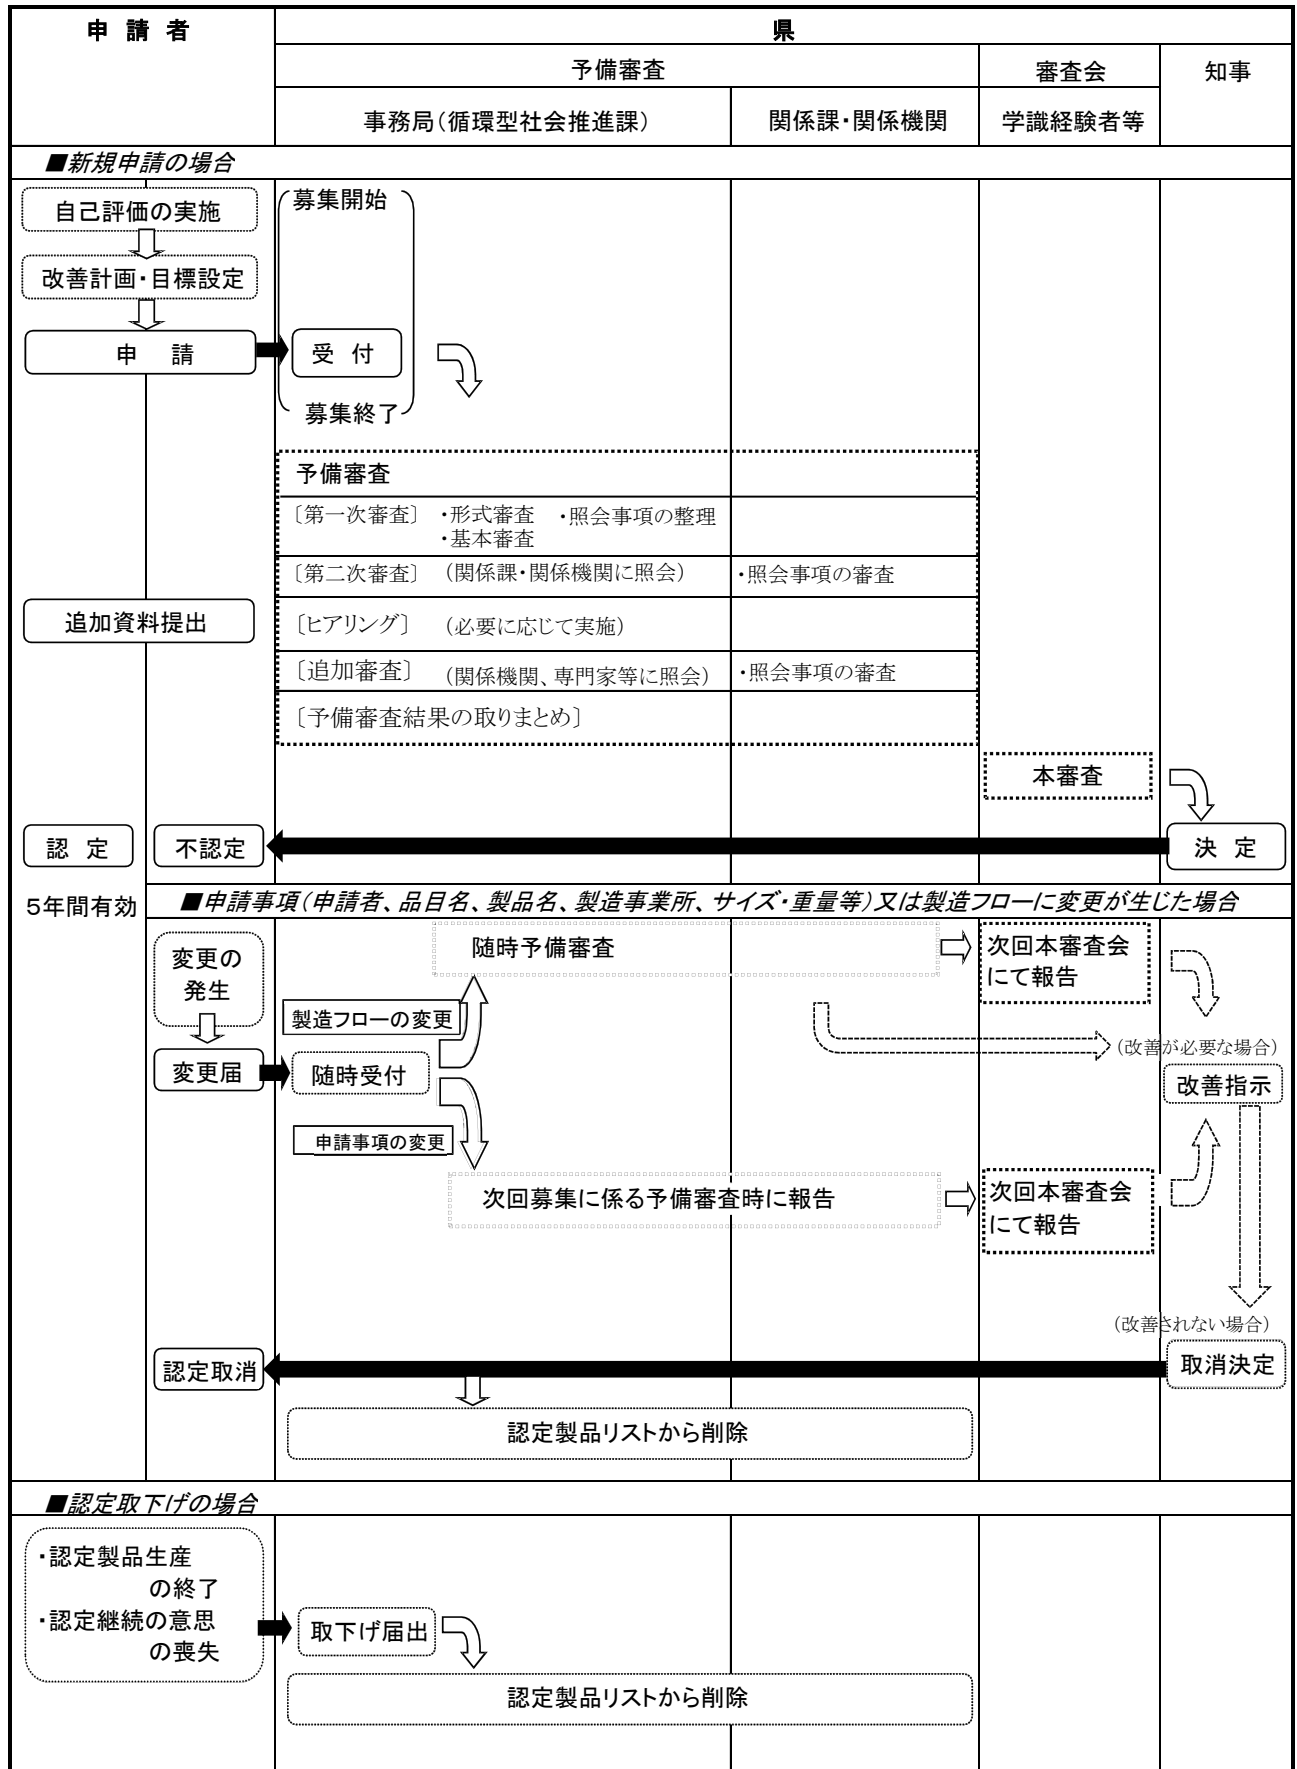 申 請 者
県
予備審査
審査会
知事
事務局（循環型社会推進課）
関係課・関係機関
学識経験者等
■新規申請の場合
自己評価の実施
募集開始
改善計画・目標設定
申 請
受 付
募集終了
予備審査
〔第一次審査〕 ・形式審査 ・照会事項の整理
・基本審査
〔第二次審査〕 （関係課・関係機関に照会） ・照会事項の審査
追加資料提出
〔ヒアリング〕 （必要に応じて実施）
〔追加審査〕 （関係機関、専門家等に照会） ・照会事項の審査
〔予備審査結果の取りまとめ〕
本審査
認 定
不認定
決 定
5年間有効
■申請事項（申請者、品目名、製品名、製造事業所、サイズ・重量等）又は製造フローに変更が生じた場合
変更の
発生
随時予備審査
次回本審査会
にて報告
製造フローの変更
（改善が必要な場合）
変更届
随時受付
改善指示
申請事項の変更
次回募集に係る予備審査時に報告
次回本審査会
にて報告
（改善されない場合）
認定取消
取消決定
認定製品リストから削除
■認定取下げの場合
・認定製品生産
の終了
・認定継続の意思
の喪失
取下げ届出
認定製品リストから削除